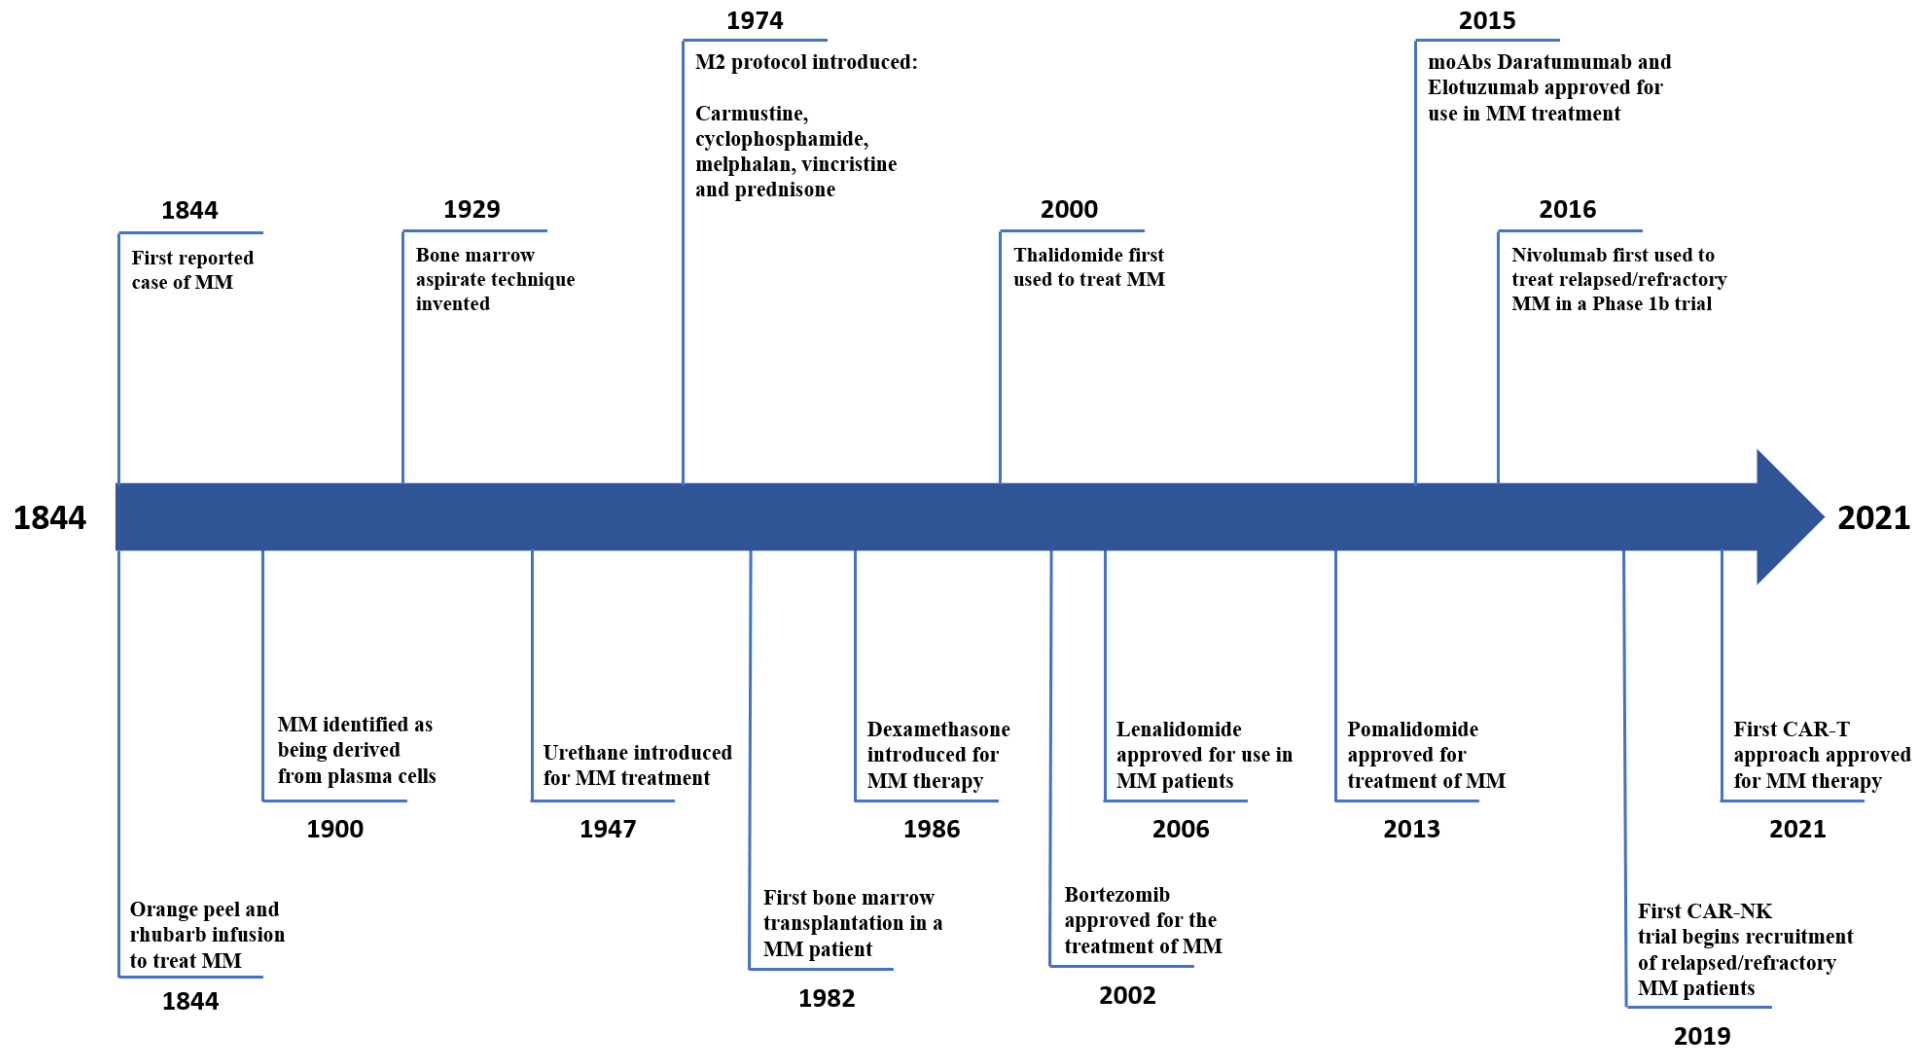 1974
M2 protocol introduced:
Carmustine,
cyclophosphamide,
melphalan, vincristine
and prednisone
2015
moAbs Daratumumab and
Elotuzumab approved for
use in MM treatment
1844
First reported
case of MM
1929
Bone marrow
aspirate technique
invented
2000
Thalidomide first
used to treat MM
2016
Nivolumab first used to
treat relapsed/refractory
MM in a Phase 1b trial
1844
2021
MM identified as
being derived
from plasma cells
1900
Urethane introduced
for MM treatment
1947
Dexamethasone
introduced for
MM therapy
1986
Lenalidomide
approved for use in
MM patients
2006
Pomalidomide
approved for
treatment of MM
2013
First CAR-T
approach approved
for MM therapy
2021
Orange peel and
rhubarb infusion
to treat MM
1844
First bone marrow
transplantation in a
MM patient
1982
Bortezomib
approved for the
treatment of MM
2002
First CAR-NK
trial begins recruitment
of relapsed/refractory
MM patients
2019